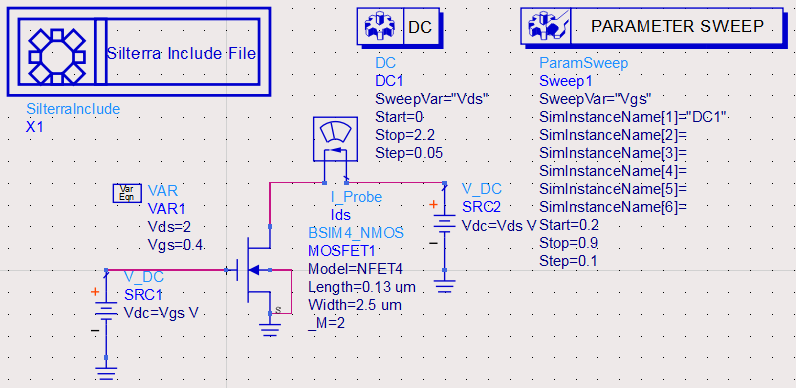 Silterra Include File
SilterraInclude
X1
DC
DC
DC1
SweepVar="Vds"
Start=0
Stop=2.2
Step=0.05
PARAMETER SWEEP
ParamSweep
Sweep1
SweepVar="Vgs"
SimInstanceName[1]="DC1"
SimInstanceName[2]=
SimInstanceName[3]=
SimInstanceName[4]=
SimInstanceName[5]=
SimInstanceName[6]=
Start=0.2
Stop=0.9
Step=0.1
Var
Eqn
VAR
VAR1
Vds=2
Vgs=0.4
I_Probe
Ids
V_DC
SRC2
Vdc=Vds V
+
−
BSIM4_NMOS
MOSFET1
Model=NFET4
Length=0.13 um
Width=2.5 um
_M=2
S
V_DC
SRC1
Vdc=Vgs V
+
−